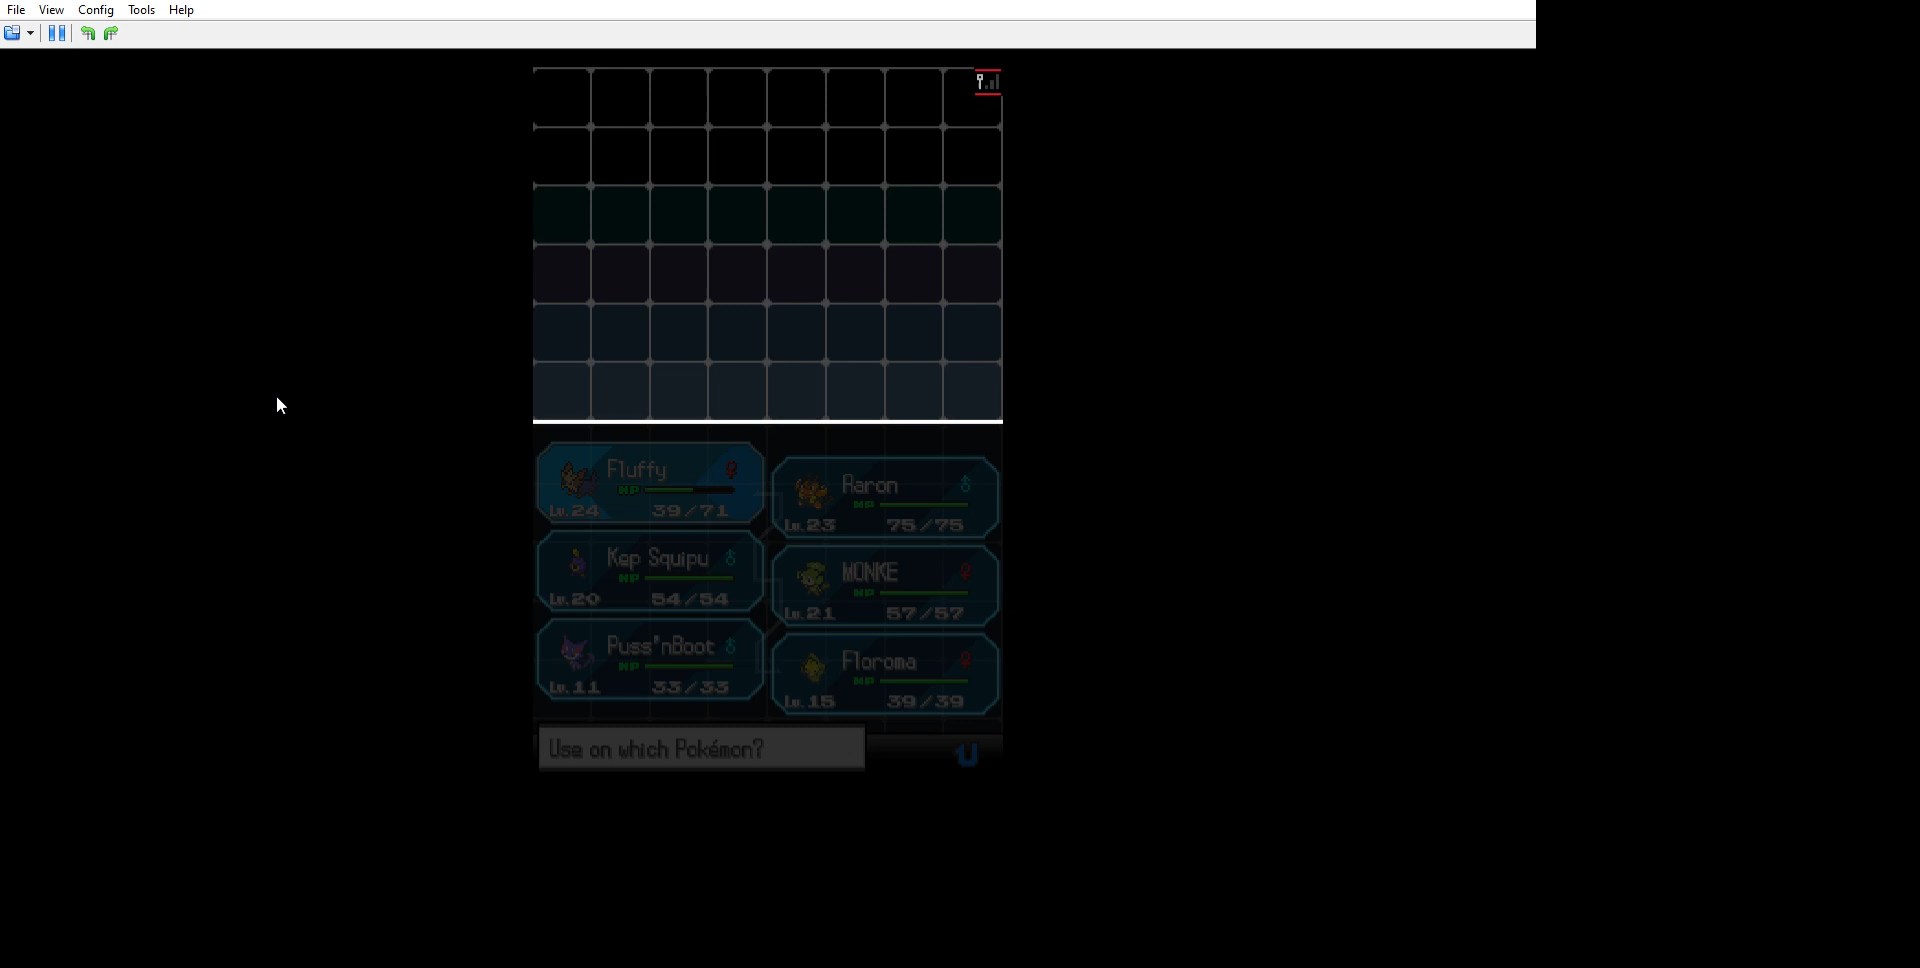 File View Config Tools Help
Fluffy ♀
HP
Lv.24 39/71
Raron ♂
HP
Lv.23 75/75
Kep Squipu ♂
HP
Lv.20 54/54
MONKE ♀
HP
Lv.21 57/57
Puss'nBoot ♂
HP
Lv.11 33/33
Floroma ♀
HP
Lv.15 39/39
Use on which Pokémon?